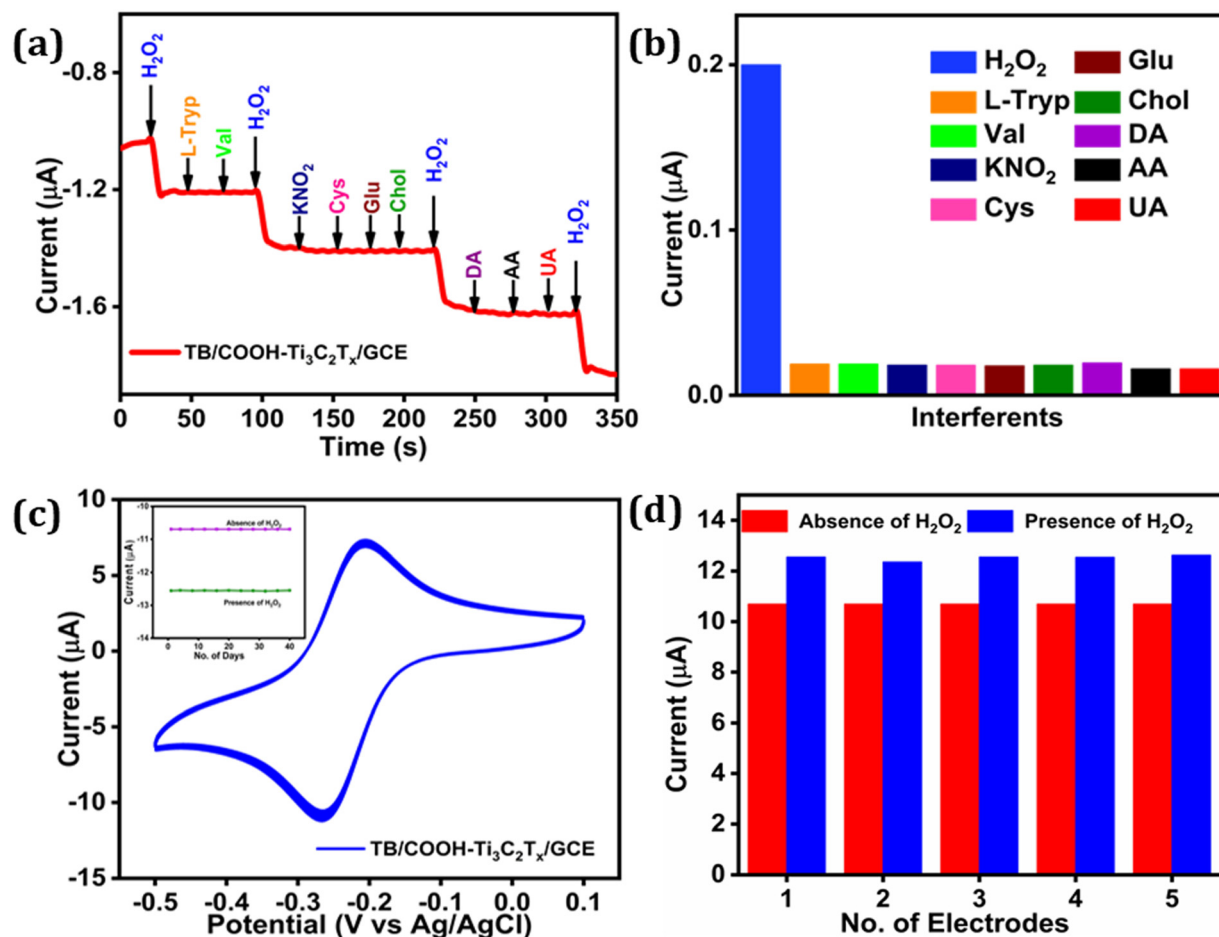 (a)
H₂O₂
L-Tryp
Val
H₂O₂
KNO₂
Cys
Glu
Chol
H₂O₂
DA
AA
UA
H₂O₂
-0.8
-1.2
-1.6
Current (μA)
TB/COOH-Ti₃C₂Tₓ/GCE
0 50 100 150 200 250 300 350
Time (s)
(b)
0.2
0.1
0.0
Current (μA)
H₂O₂ Glu
L-Tryp Chol
Val DA
KNO₂ AA
Cys UA
Interferents
(c)
10
5
0
-5
-10
-15
Current (μA)
-10
-11
-12
-13
-14
Current (μA)
Absence of H₂O₂
Presence of H₂O₂
0 10 20 30 40
No. of Days
TB/COOH-Ti₃C₂Tₓ/GCE
-0.5 -0.4 -0.3 -0.2 -0.1 0.0 0.1
Potential (V vs Ag/AgCl)
(d)
14
12
10
8
6
4
2
0
Current (μA)
Absence of H₂O₂ Presence of H₂O₂
1 2 3 4 5
No. of Electrodes